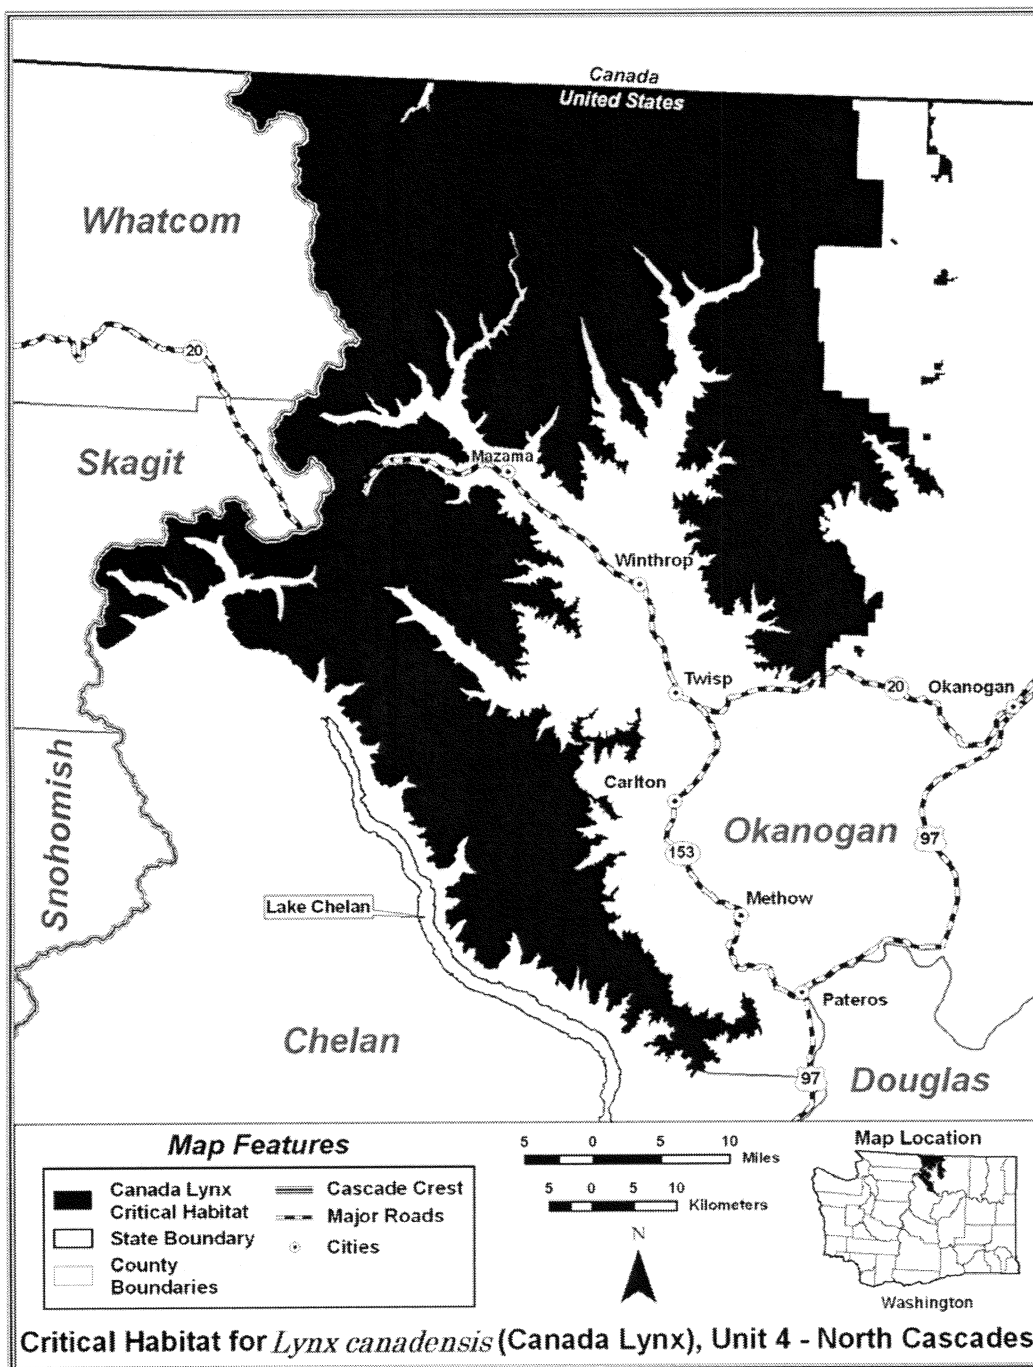 Canada
United States
Whatcom
20
Skagit
Mazama
Winthrop
Twisp
20
Okanogan
Snohomish
Carlton
Okanogan
97
153
Methow
Lake Chelan
Pateros
Chelan
97
Douglas
Map Features
Canada Lynx
Critical Habitat
State Boundary
County
Boundaries
Cascade Crest
Major Roads
Cities
5 0 5 10
Miles
5 0 5 10
Kilometers
N
Map Location
Washington
Critical Habitat for Lynx canadensis (Canada Lynx), Unit 4 - North Cascades